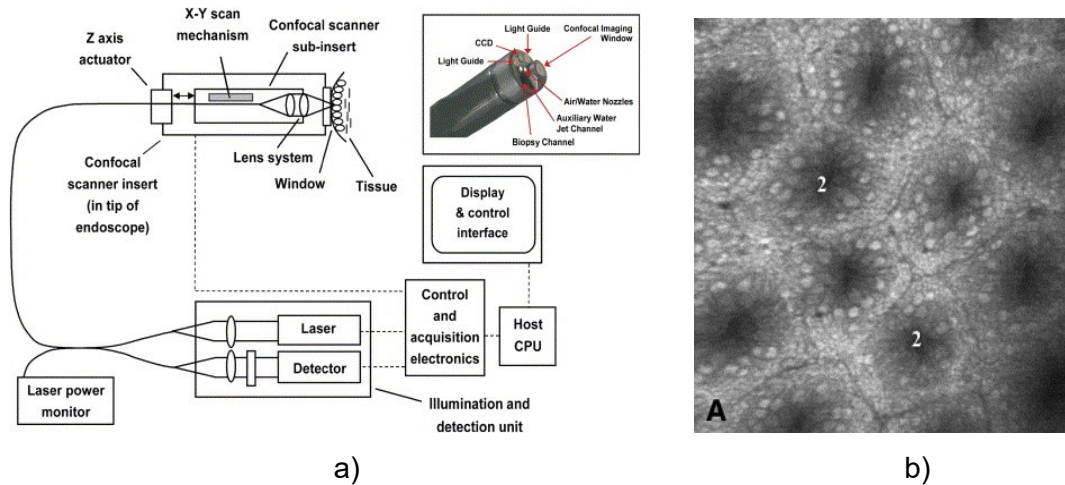 X-Y scan
mechanism
Confocal scanner
sub-insert
Z axis
actuator
Lens system
Window
Tissue
Confocal
scanner insert
(in tip of
endoscope)
Light Guide
Confocal Imaging
Window
CCD
Light Guide
Air/Water Nozzles
Auxiliary Water
Jet Channel
Biopsy Channel
Display
& control
interface
Control
and
acquisition
electronics
Host
CPU
Laser
Detector
Laser power
monitor
Illumination and
detection unit
2
2
A
a)
b)